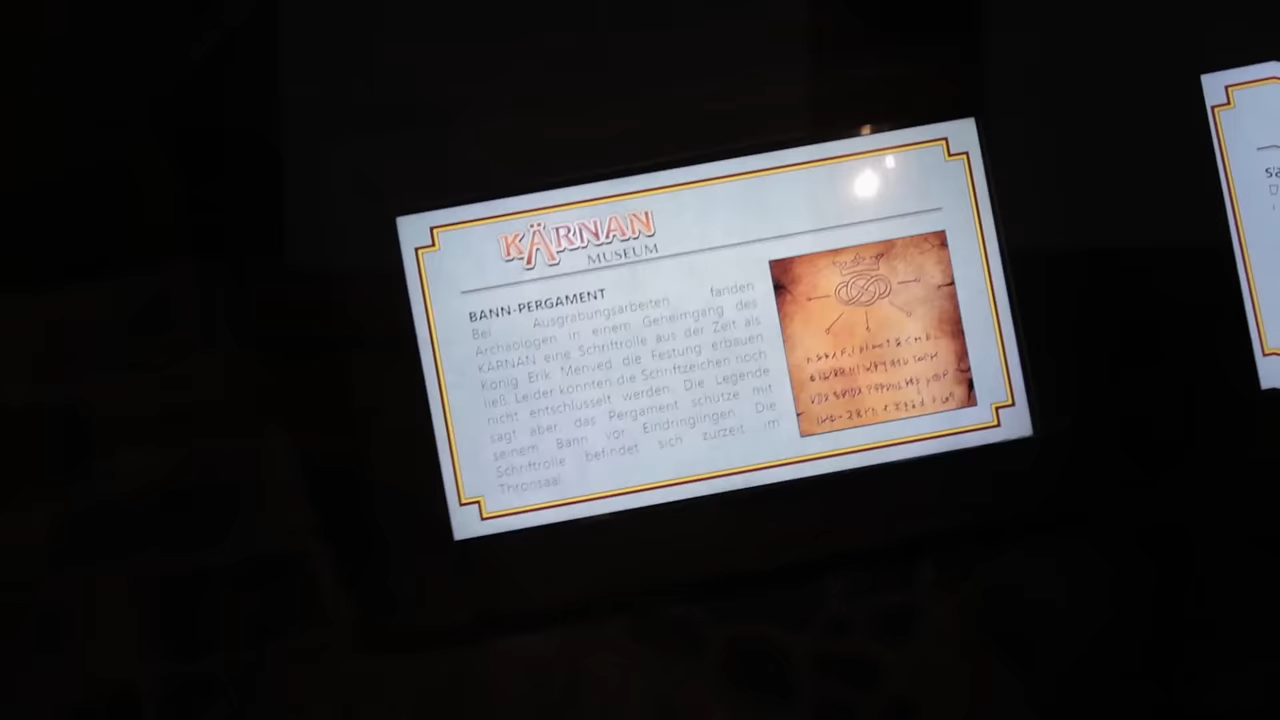 KÄRNAN
MUSEUM
BANN-PERGAMENT
Bei Ausgrabungsarbeiten fanden
Archäologen in einem Geheimgang des
KÄRNAN eine Schriftrolle aus der Zeit als
König Erik Menved die Festung erbauen
ließ. Leider konnten die Schriftzeichen noch
nicht entschlüsselt werden. Die Legende
sagt aber, das Pergament schütze mit
seinem Bann vor Eindringlingen. Die
Schriftrolle befindet sich zurzeit im
Thronsaal.